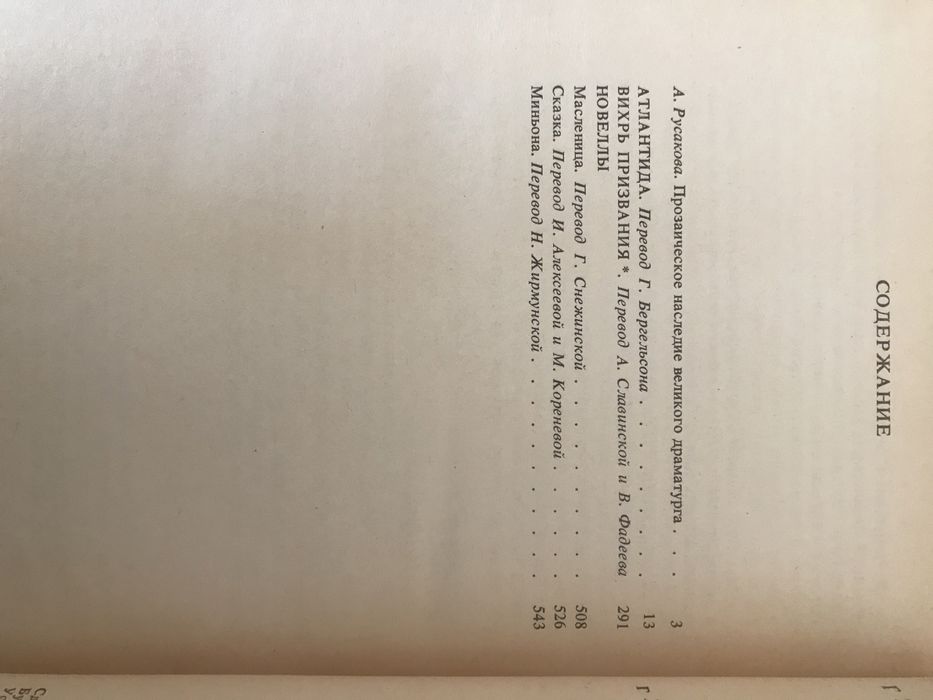 СОДЕРЖАНИЕ
А. Русакова. Прозаическое наследие великого драматурга . . . 3
АТЛАНТИДА. Перевод Г. Бергельсона . . . . . . . . . 13
ВИХРЬ ПРИЗВАНИЯ *. Перевод А. Славинской и В. Фадеева 291
НОВЕЛЛЫ
Масленица. Перевод Г. Снежинской . . . . . . . . . . 508
Сказка. Перевод И. Алексеевой и М. Кореневой . . . . . . 526
Миньона. Перевод Н. Жирмунской . . . . . . . . . . . 543